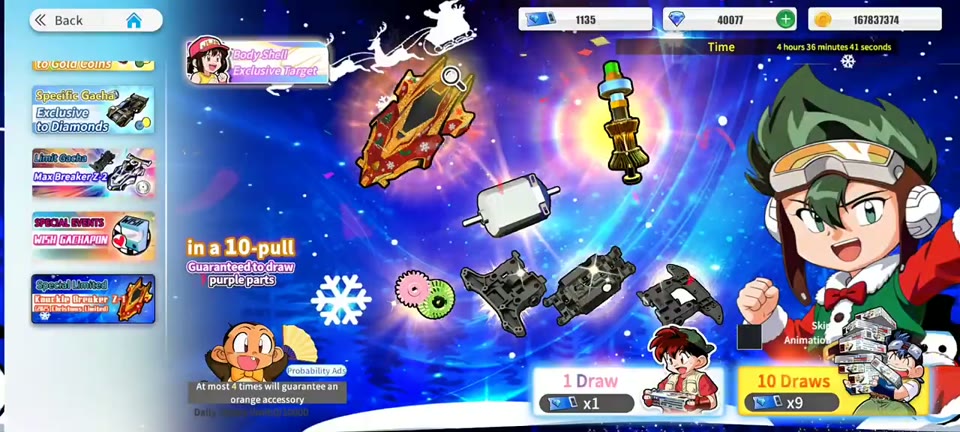 Back
1135
40077
167837374
Time
4 hours 36 minutes 41 seconds
to Gold Coins
Specific Gacha
Exclusive
to Diamonds
Limit Gacha
Max Breaker Z-2
SPECIAL EVENTS
WISH GACHAPON
Special Limited
Knuckle Breaker Z-1
Body Shell
Exclusive Target
in a 10-pull
Guaranteed to draw
purple parts
Probability Ads
At most 4 times will guarantee an
orange accessory
Skip
Animation
1 Draw
x1
10 Draws
x9